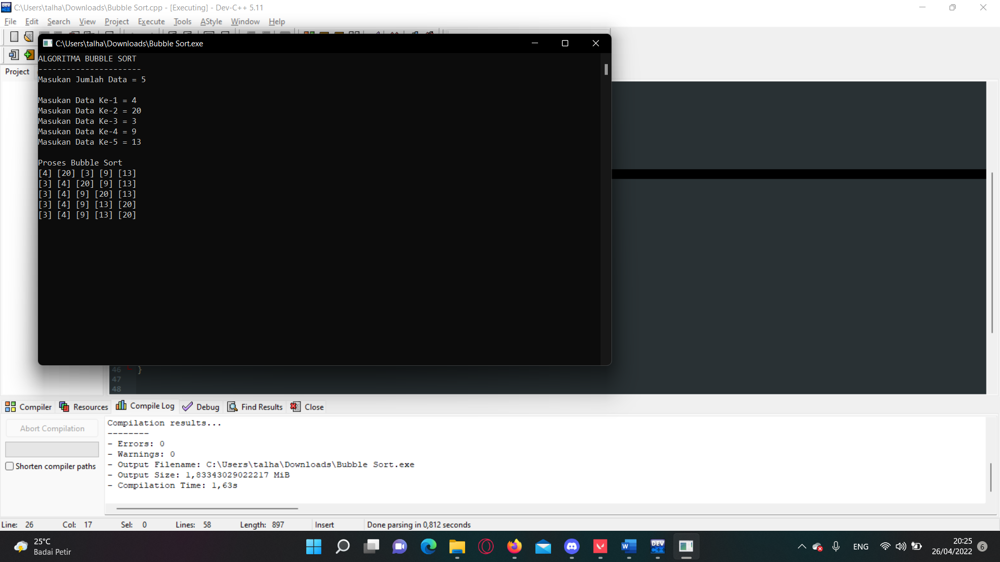 C:\Users\talha\Downloads\Bubble Sort.cpp - [Executing] - Dev-C++ 5.11
File Edit Search View Project Execute Tools AStyle Window Help
C:\Users\talha\Downloads\Bubble Sort.exe
Project
ALGORITMA BUBBLE SORT
----------------------
Masukan Jumlah Data = 5
Masukan Data Ke-1 = 4
Masukan Data Ke-2 = 20
Masukan Data Ke-3 = 3
Masukan Data Ke-4 = 9
Masukan Data Ke-5 = 13
Proses Bubble Sort
[4] [20] [3] [9] [13]
[3] [4] [20] [9] [13]
[3] [4] [9] [20] [13]
[3] [4] [9] [13] [20]
[3] [4] [9] [13] [20]
46 }
47
48
Compiler Resources Compile Log Debug Find Results Close
Abort Compilation
Shorten compiler paths
Compilation results...
--------
- Errors: 0
- Warnings: 0
- Output Filename: C:\Users\talha\Downloads\Bubble Sort.exe
- Output Size: 1,83343029022217 MiB
- Compilation Time: 1,63s
Line: 26 Col: 17 Sel: 0 Lines: 58 Length: 897 Insert Done parsing in 0,812 seconds
25°C
Badai Petir
W
DEV
C++
ENG
20:25
26/04/2022
6